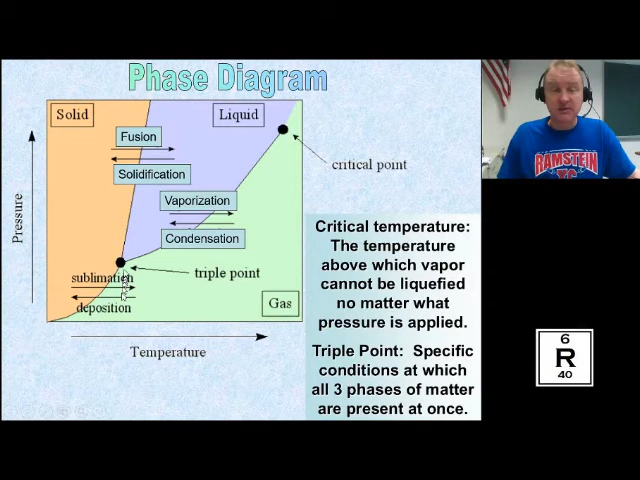 Phase Diagram
Solid
Liquid
Fusion
Solidification
critical point
Vaporization
Condensation
triple point
sublimation
deposition
Gas
Pressure
Temperature
Critical temperature:
The temperature
above which vapor
cannot be liquefied
no matter what
pressure is applied.
Triple Point: Specific
conditions at which
all 3 phases of matter
are present at once.
RAMSTEIN
6
R
40